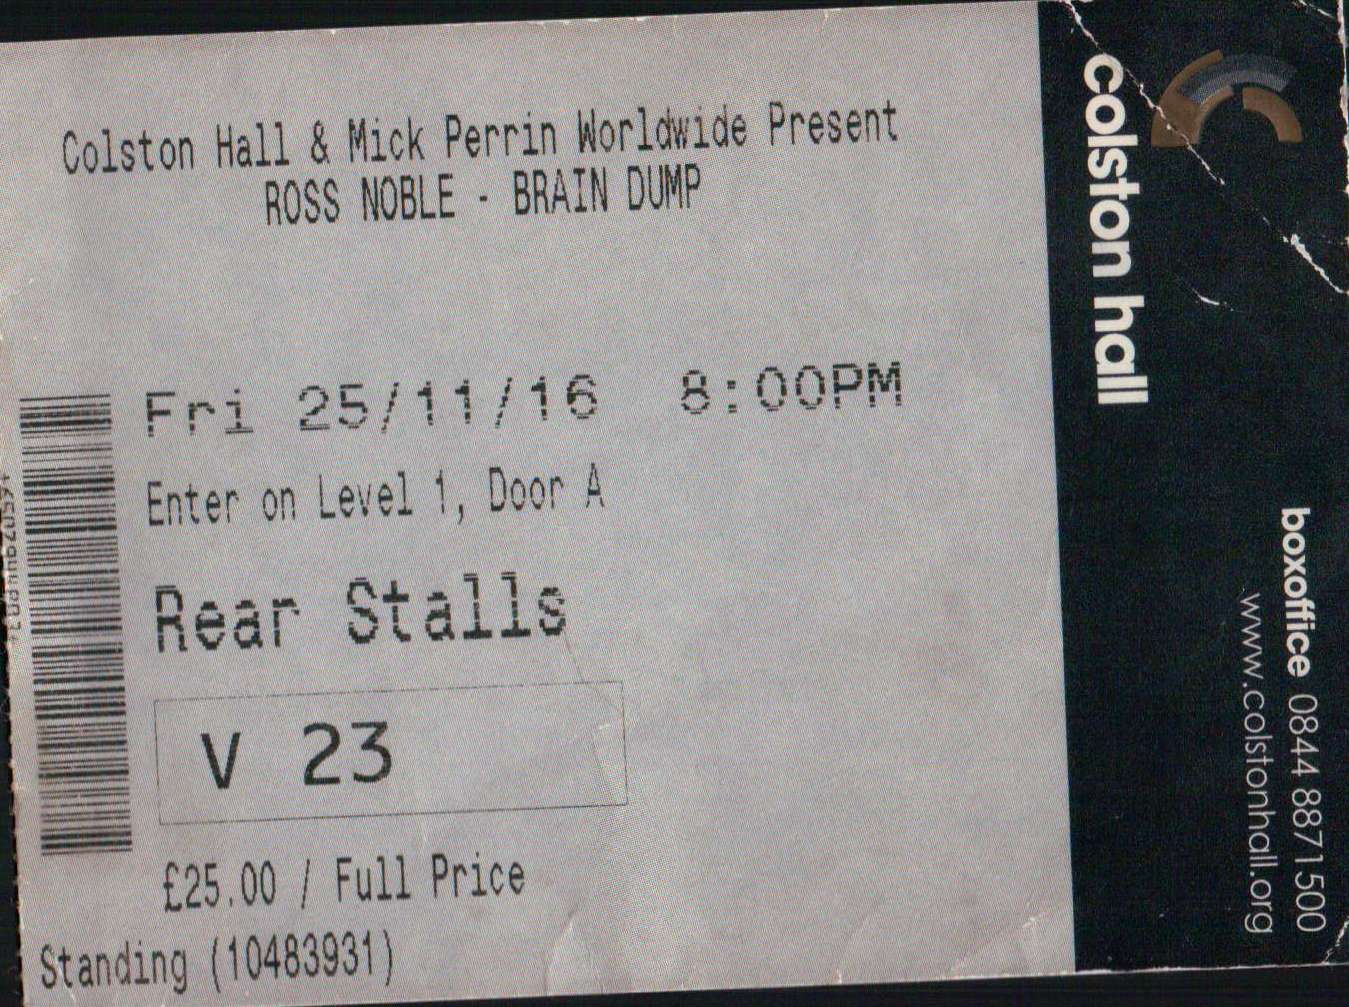 Colston Hall & Mick Perrin Worldwide Present
ROSS NOBLE - BRAIN DUMP
Fri 25/11/16 8:00PM
Enter on Level 1, Door A
Rear Stalls
V 23
£25.00 / Full Price
Standing (10483931)
colston hall
boxoffice 0844 887 1500
www.colstonhall.org